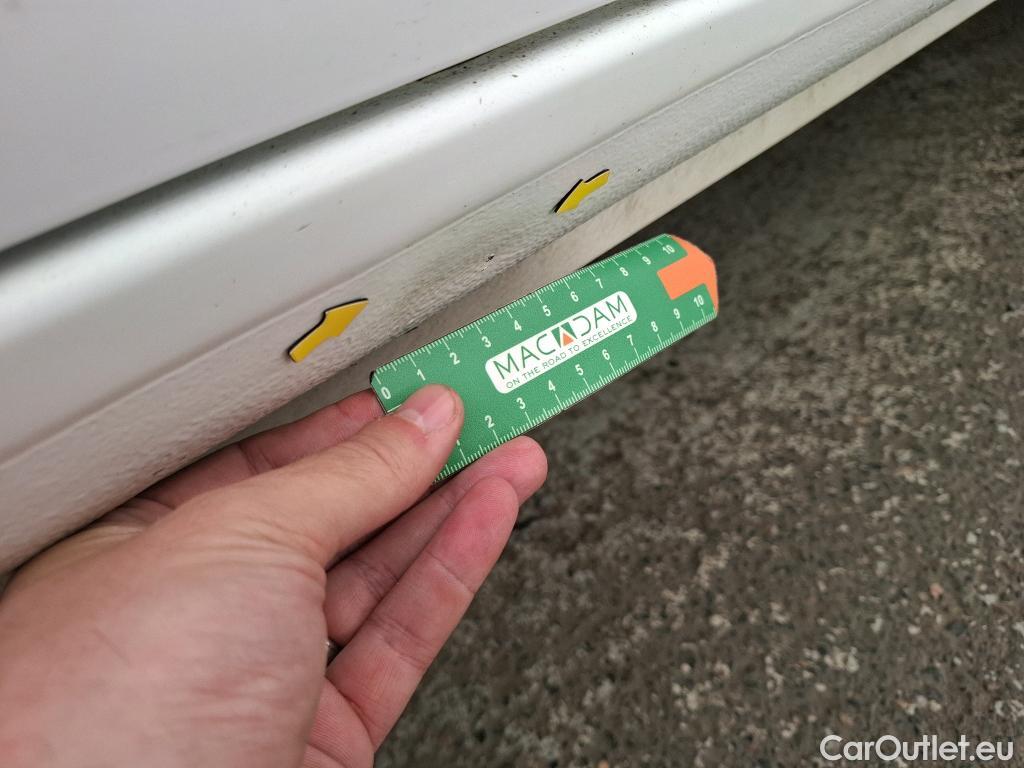 0 1 2 3 4 5 6 7 8 9 10
MACADAM
ON THE ROAD TO EXCELLENCE
2 3 4 5 6 7 8 9 10
CarOutlet.eu